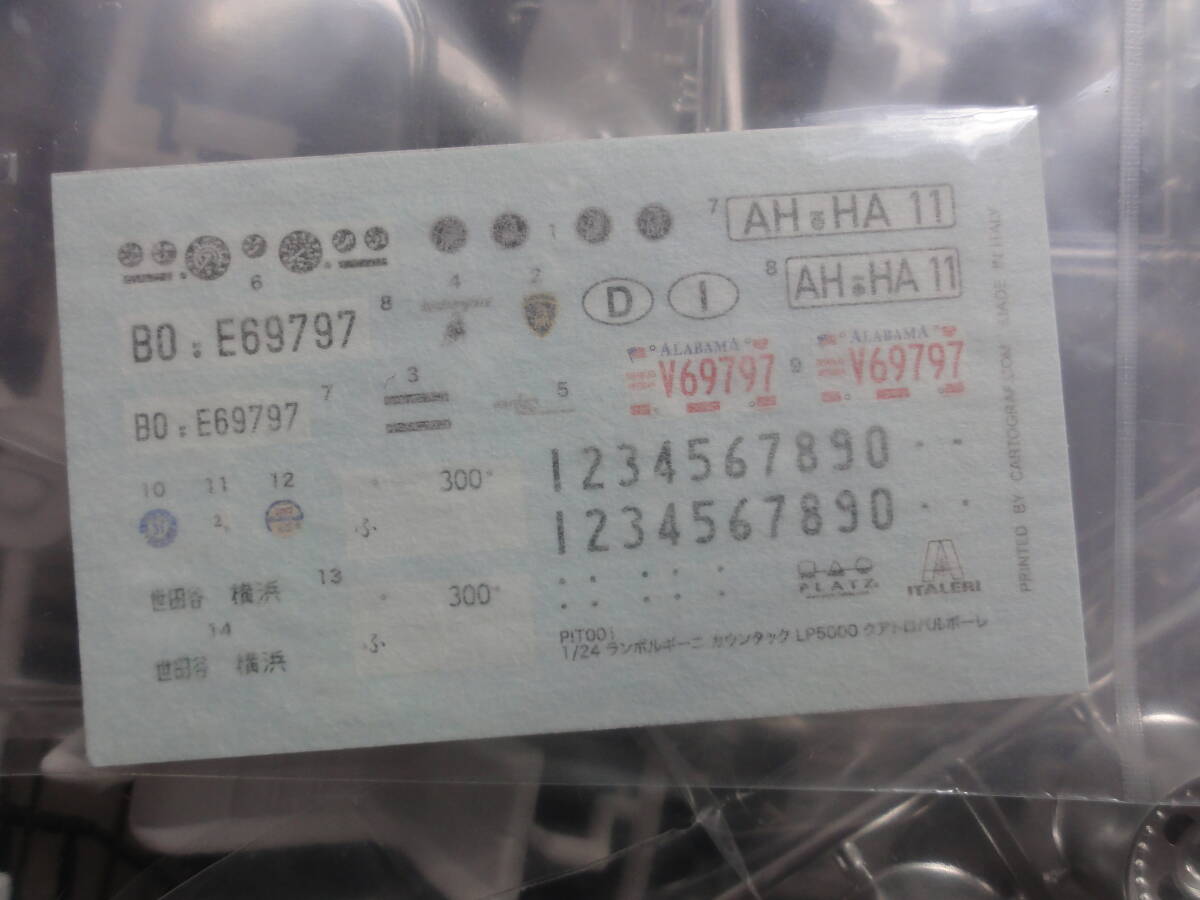 7
AH HA 11
1
6
4
2
8
AH HA 11
D
I
8
BO E69797
ALABAMA
V69797
9
ALABAMA
V69797
3
5
7
BO E69797
10
11
12
300
ふ
1234567890
1234567890
世田谷 横浜
13
300
ふ
14
世田谷 横浜
PLATZ
ITALERI
PIT001
1/24 ランボルギーニ カウンタック LP5000 クアトロバルボーレ
PRINTED BY CARTOGRAF.COM MADE IN ITALY